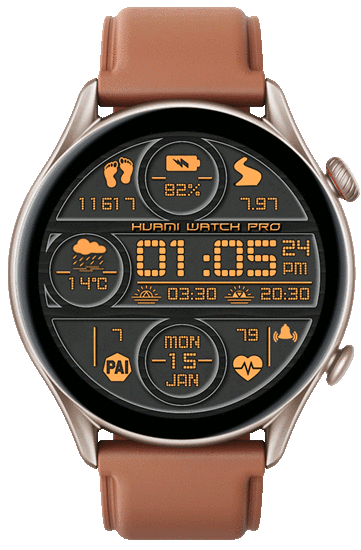 82%
11617
7.97
HUAMI WATCH PRO
01:05 24 PM
14°C
03:30 20:30
7 MON 79
PAI 15
JAN